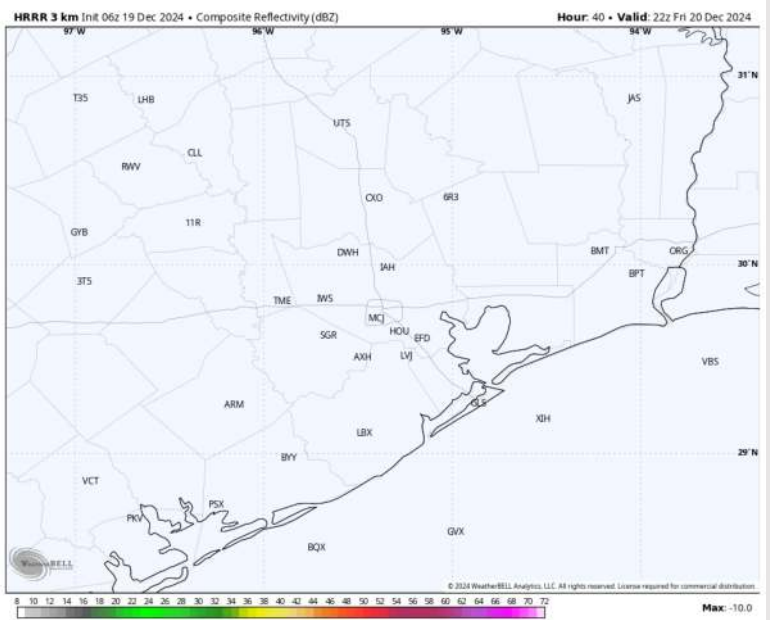 HRRR 3 km Init 06z 19 Dec 2024 • Composite Reflectivity (dBZ) Hour: 40 • Valid: 22z Fri 20 Dec 2024
97°W 96°W 95°W 94°W
31°N
T35 LHB JAS
UTS
CLL
RWV
CXO 6R3
11R
GYB
DWH BMT ORG
30°N
IAH
BPT
3T5
TME IWS
MCJ
SGR HOU EFD
AXH LVJ
VBS
ARM GLS
XIH
LBX
29°N
BYY
VCT
PSX
PKV
GVX
BQX
WEATHERBELL
© 2024 WeatherBELL Analytics, LLC. All rights reserved. License required for commercial distribution.
8 10 12 14 16 18 20 22 24 26 28 30 32 34 36 38 40 42 44 46 48 50 52 54 56 58 60 62 64 66 68 70 72
Max: -10.0